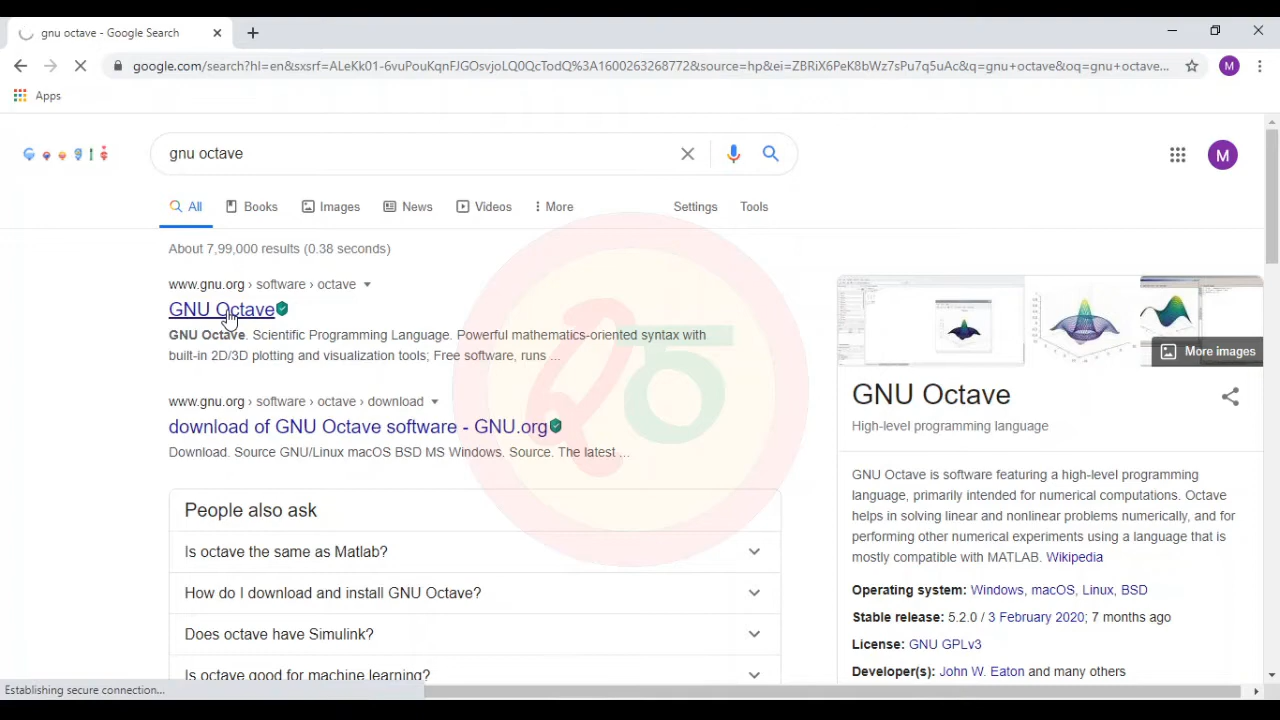 gnu octave - Google Search
google.com/search?hl=en&sxsrf=ALeKk01-6vuPouKqnFJGOsvjoLQ0QcTodQ%3A1600263268772&source=hp&ei=ZBRiX6PeK8bWz7sPu7q5uAc&q=gnu+octave&oq=gnu+octave...
M
Apps
gnu octave
M
All
Books
Images
News
Videos
More
Settings
Tools
About 7,99,000 results (0.38 seconds)
www.gnu.org › software › octave
GNU Octave
GNU Octave. Scientific Programming Language. Powerful mathematics-oriented syntax with
built-in 2D/3D plotting and visualization tools; Free software, runs ...
www.gnu.org › software › octave › download
download of GNU Octave software - GNU.org
Download. Source GNU/Linux macOS BSD MS Windows. Source. The latest ...
People also ask
Is octave the same as Matlab?
How do I download and install GNU Octave?
Does octave have Simulink?
Is octave good for machine learning?
More images
GNU Octave
High-level programming language
GNU Octave is software featuring a high-level programming
language, primarily intended for numerical computations. Octave
helps in solving linear and nonlinear problems numerically, and for
performing other numerical experiments using a language that is
mostly compatible with MATLAB. Wikipedia
Operating system: Windows, macOS, Linux, BSD
Stable release: 5.2.0 / 3 February 2020; 7 months ago
License: GNU GPLv3
Developer(s): John W. Eaton and many others
Establishing secure connection...